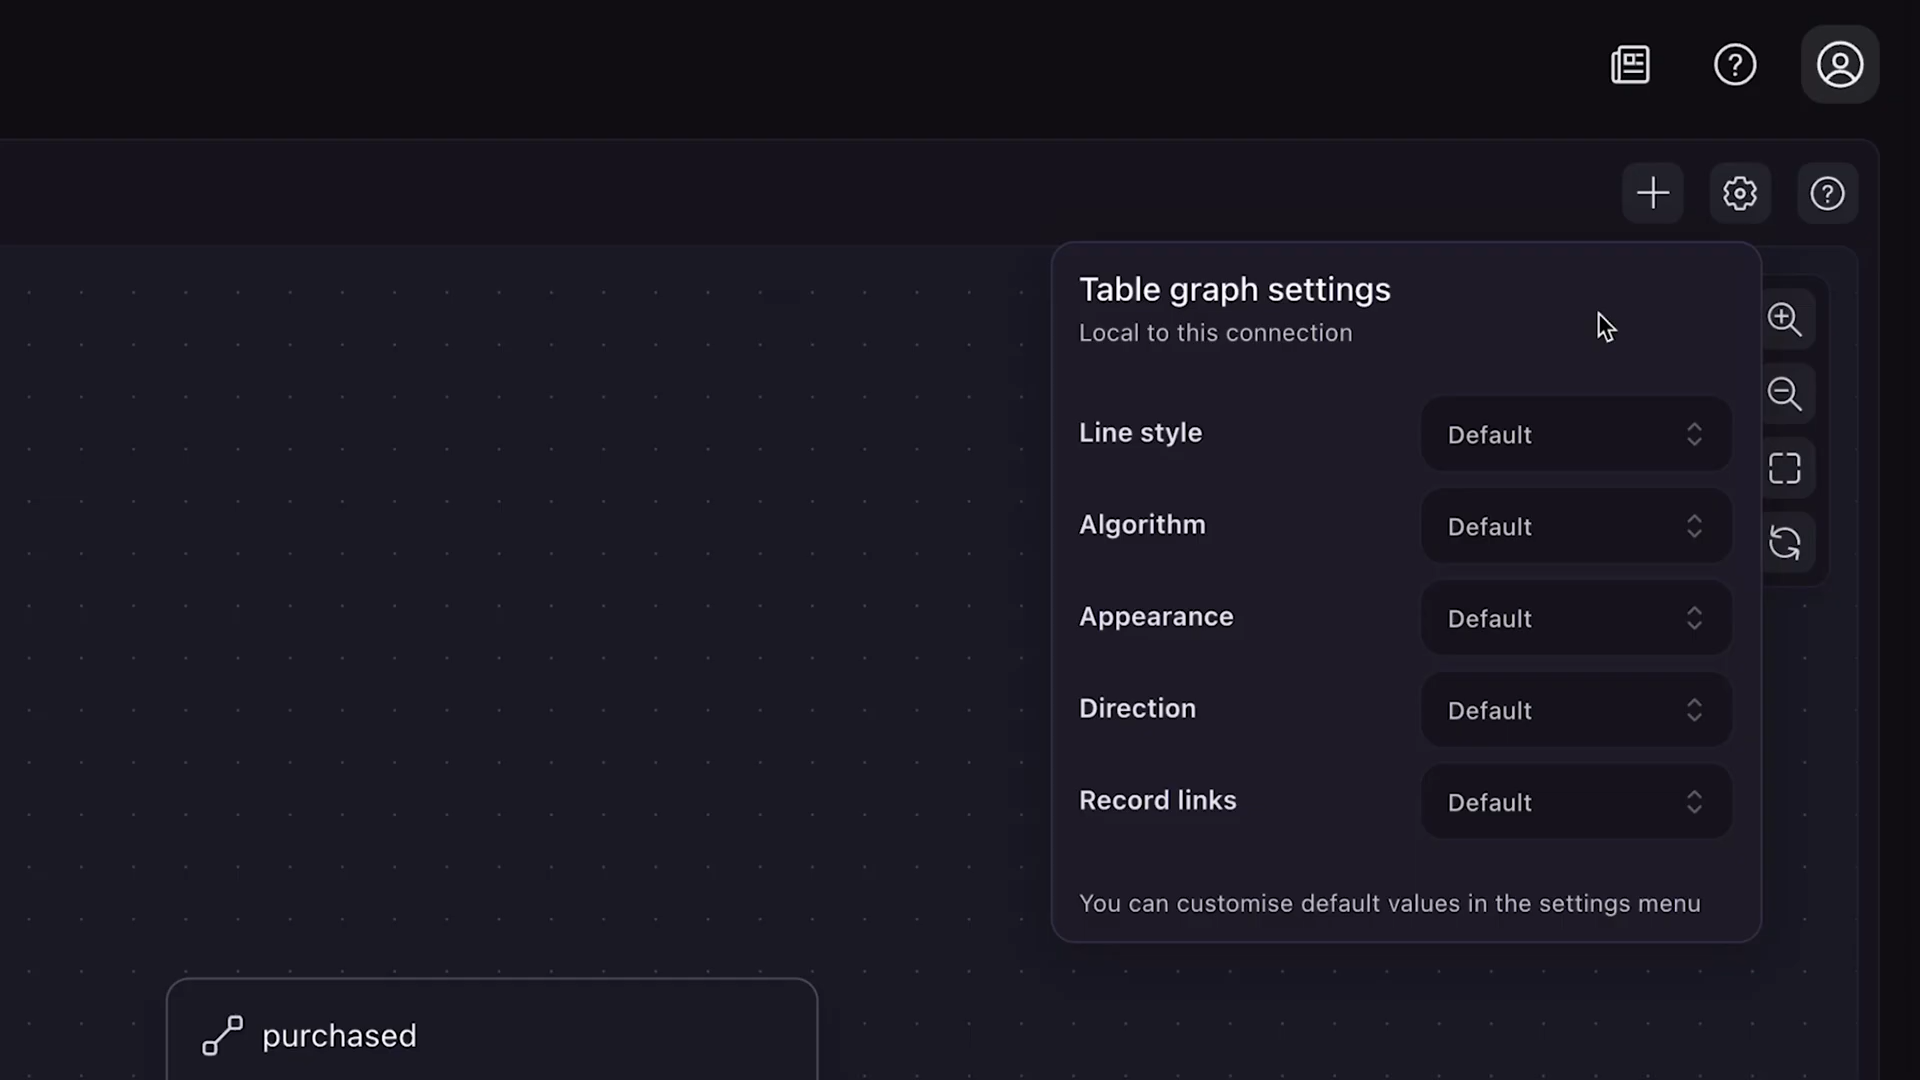 Table graph settings
Local to this connection
Line style
Default
Algorithm
Default
Appearance
Default
Direction
Default
Record links
Default
You can customise default values in the settings menu
purchased